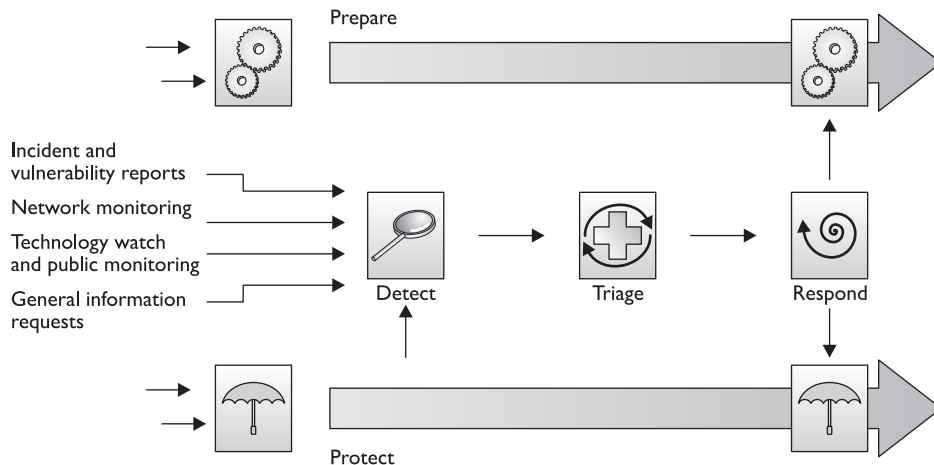 Prepare
Incident and
vulnerability reports
Network monitoring
Technology watch
and public monitoring
General information
requests
Detect
Triage
Respond
Protect